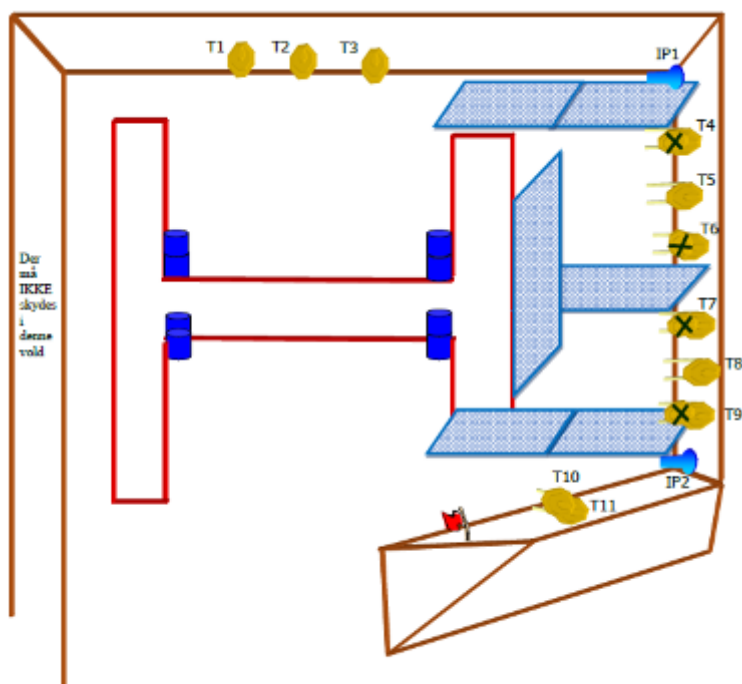 T1
T2
T3
IP1
T4
T5
T6
Der
må
IKKE
skydes
i
denne
vold
T7
T8
T9
T10
IP2
T11